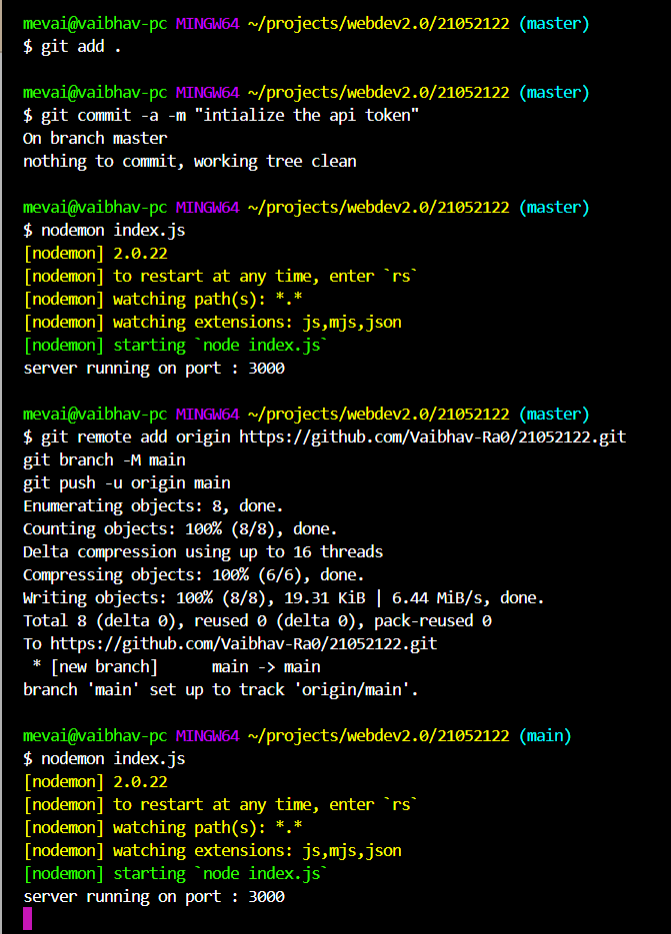 mevai@vaibhav-pc MINGW64 ~/projects/webdev2.0/21052122 (master)
$ git add .
mevai@vaibhav-pc MINGW64 ~/projects/webdev2.0/21052122 (master)
$ git commit -a -m "intialize the api token"
On branch master
nothing to commit, working tree clean
mevai@vaibhav-pc MINGW64 ~/projects/webdev2.0/21052122 (master)
$ nodemon index.js
[nodemon] 2.0.22
[nodemon] to restart at any time, enter `rs`
[nodemon] watching path(s): *.*
[nodemon] watching extensions: js,mjs,json
[nodemon] starting `node index.js`
server running on port : 3000
mevai@vaibhav-pc MINGW64 ~/projects/webdev2.0/21052122 (master)
$ git remote add origin https://github.com/Vaibhav-Ra0/21052122.git
git branch -M main
git push -u origin main
Enumerating objects: 8, done.
Counting objects: 100% (8/8), done.
Delta compression using up to 16 threads
Compressing objects: 100% (6/6), done.
Writing objects: 100% (8/8), 19.31 KiB | 6.44 MiB/s, done.
Total 8 (delta 0), reused 0 (delta 0), pack-reused 0
To https://github.com/Vaibhav-Ra0/21052122.git
 * [new branch]      main -> main
branch 'main' set up to track 'origin/main'.
mevai@vaibhav-pc MINGW64 ~/projects/webdev2.0/21052122 (main)
$ nodemon index.js
[nodemon] 2.0.22
[nodemon] to restart at any time, enter `rs`
[nodemon] watching path(s): *.*
[nodemon] watching extensions: js,mjs,json
[nodemon] starting `node index.js`
server running on port : 3000